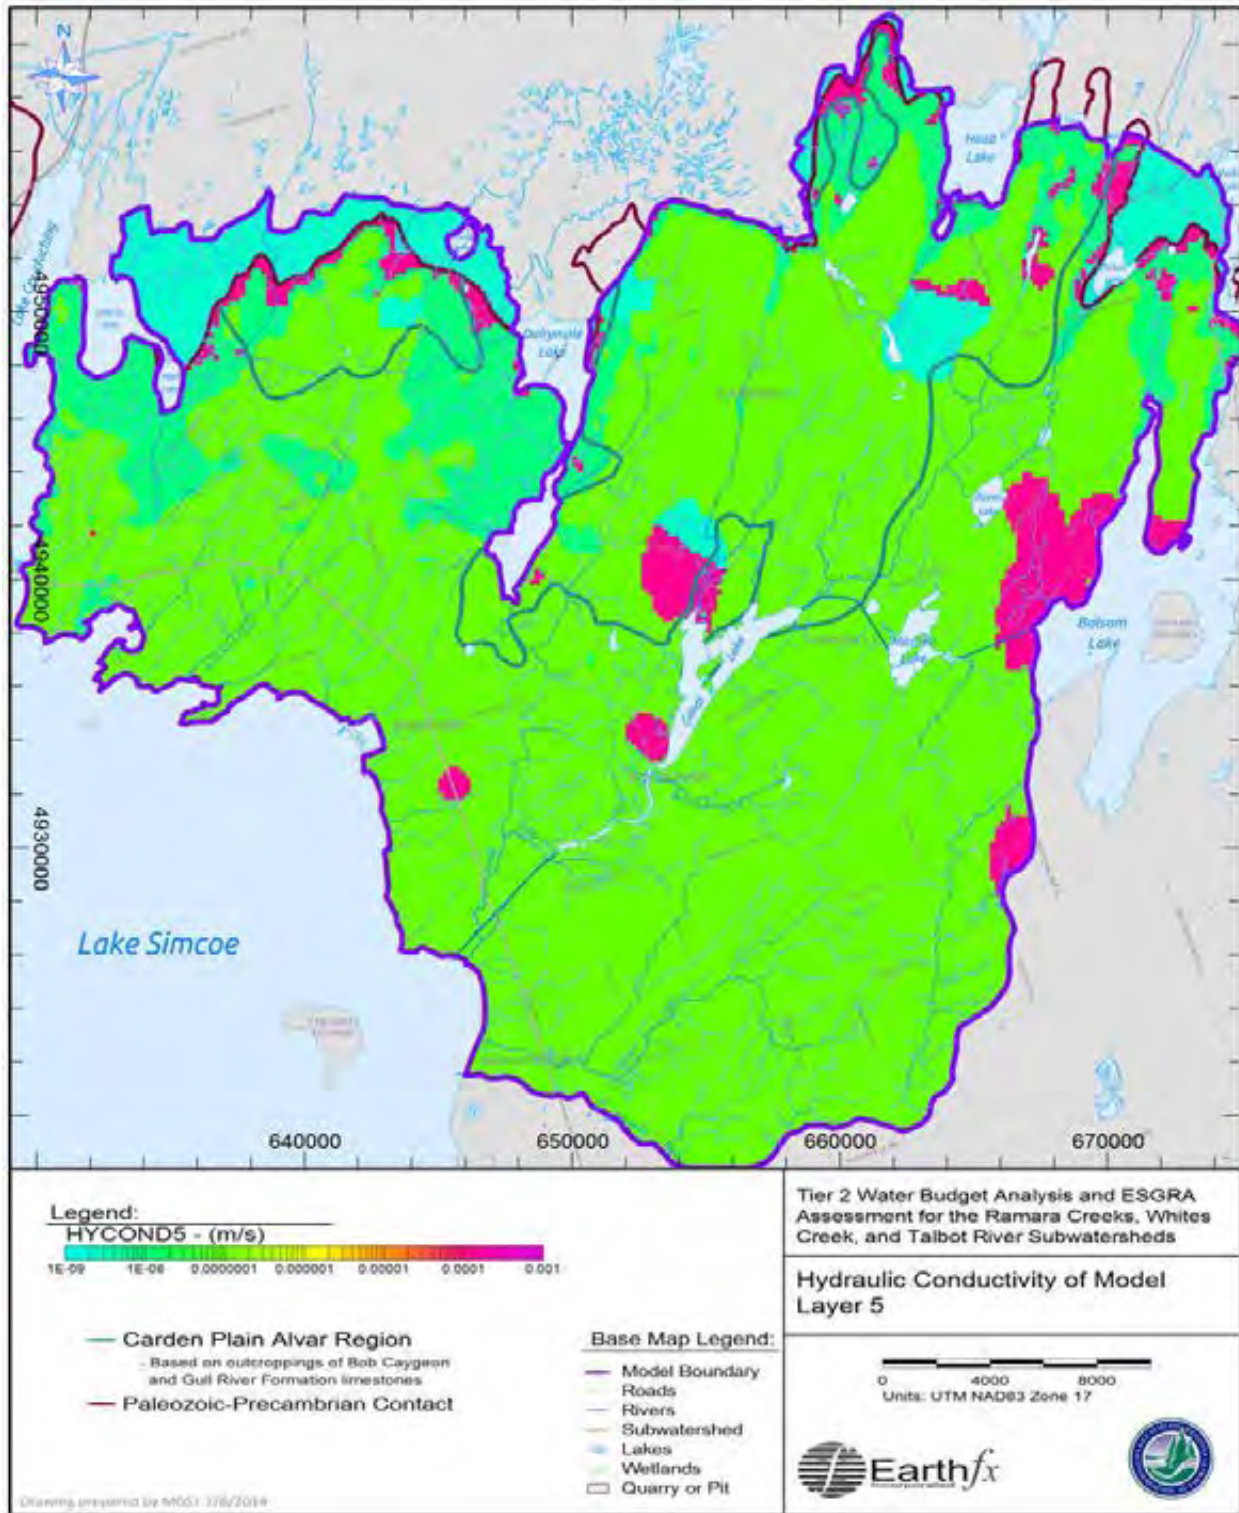 N
Head
Lake
4950000
Dalrymple
Lake
4940000
Balsam
Lake
Lake
4930000
Lake Simcoe
640000
650000
660000
670000
Legend:
HYCOND5 - (m/s)
1E-09 1E-08 0.0000001 0.000001 0.00001 0.0001 0.001
Carden Plain Alvar Region
- Based on outcroppings of Bob Caygeon
and Gull River Formation limestones
Paleozoic-Precambrian Contact
Base Map Legend:
Model Boundary
Roads
Rivers
Subwatershed
Lakes
Wetlands
Quarry or Pit
Tier 2 Water Budget Analysis and ESGRA
Assessment for the Ramara Creeks, Whites
Creek, and Talbot River Subwatersheds
Hydraulic Conductivity of Model
Layer 5
0 4000 8000
Units: UTM NAD83 Zone 17
Earthfx
Drawing prepared by